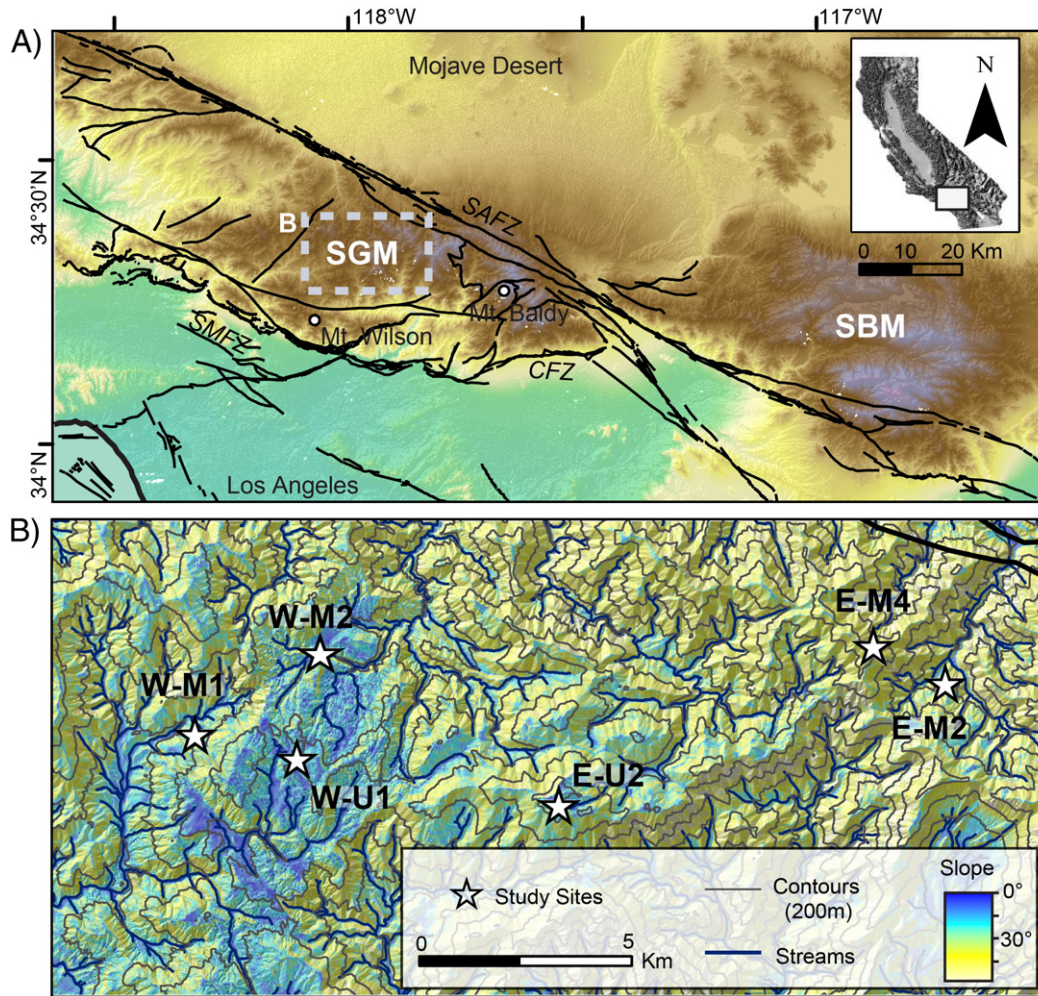 118°W
117°W
A)
Mojave Desert
N
34°30'N
SAFZ
B
SGM
0 10 20 Km
Mt. Baldy
SBM
Mt. Wilson
SMFZ
CFZ
34°N
Los Angeles
B)
E-M4
W-M2
W-M1
E-M2
E-U2
W-U1
Slope
Study Sites
Contours
(200m)
0°
30°
0 5
Km
Streams